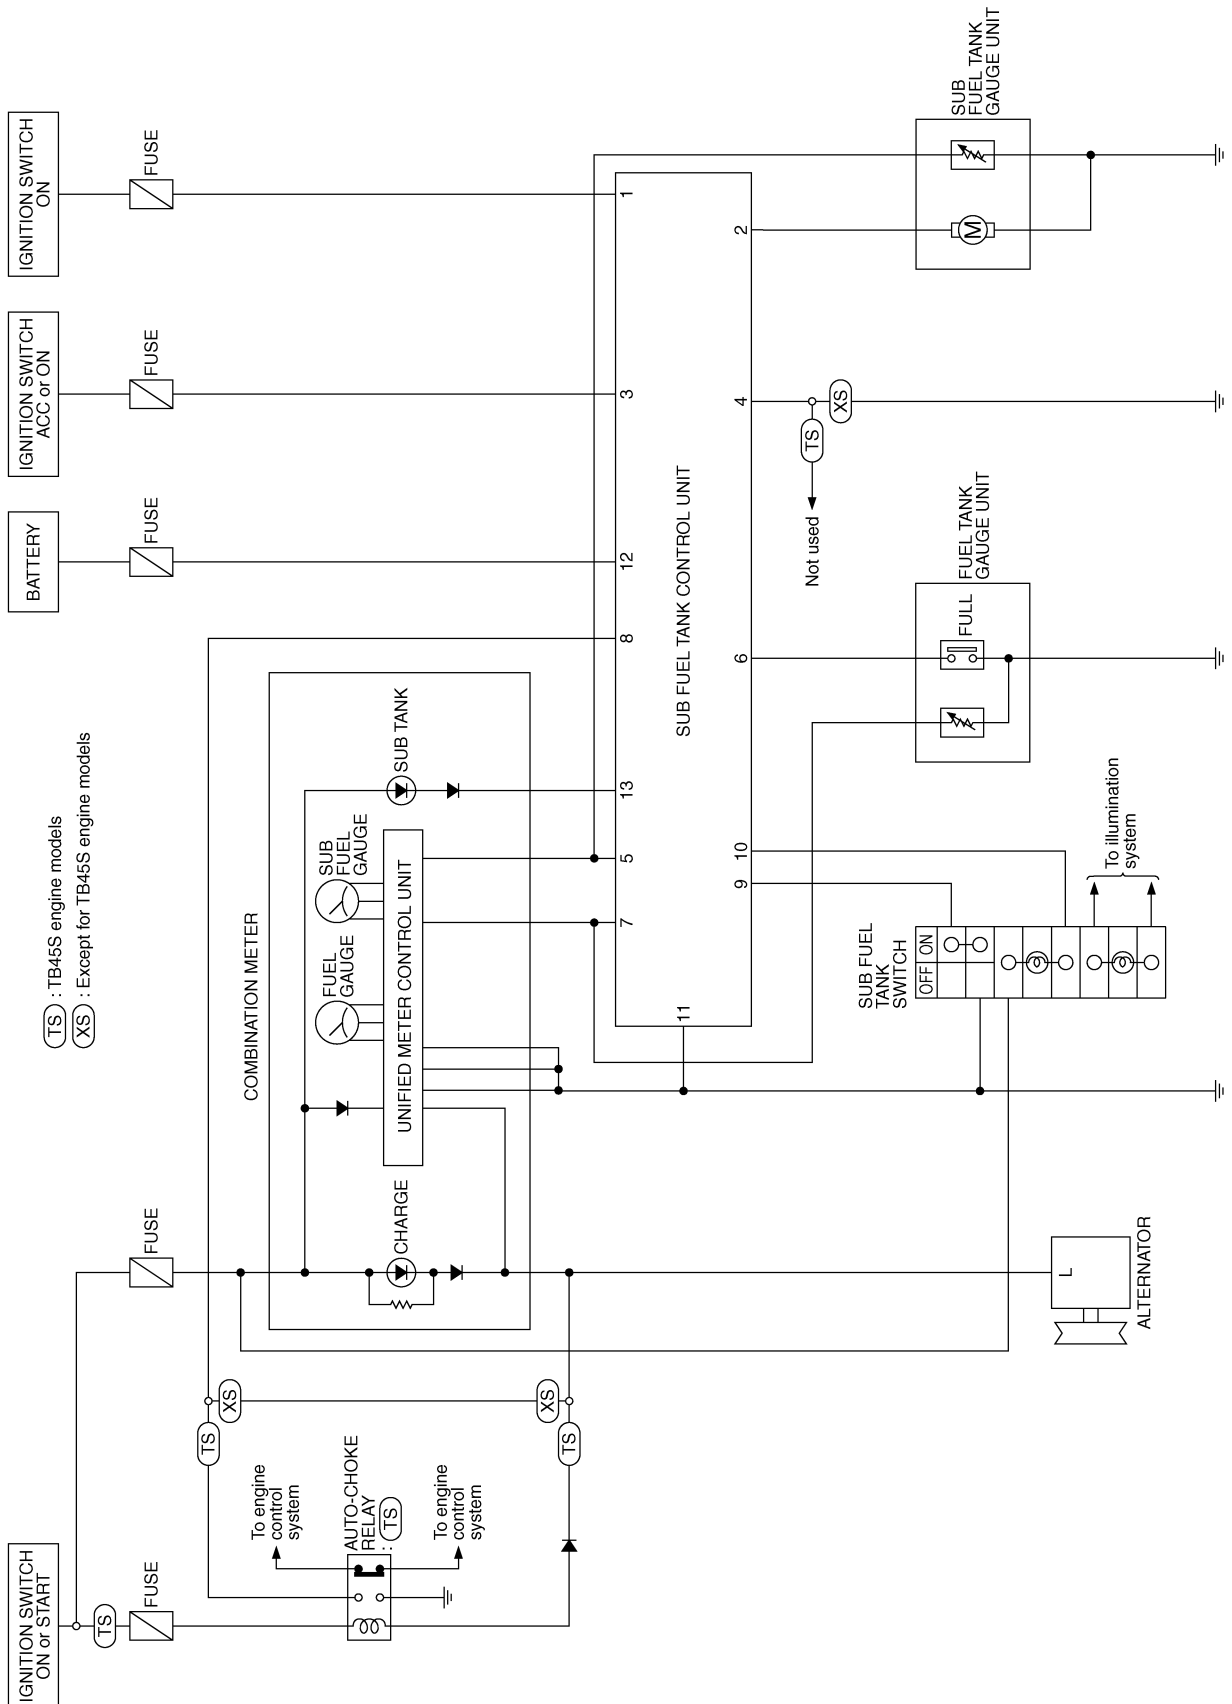 IGNITION SWITCH
ON or START
TS
FUSE
FUSE
BATTERY
FUSE
IGNITION SWITCH
ACC or ON
FUSE
IGNITION SWITCH
ON
FUSE
TS : TB45S engine models
XS : Except for TB45S engine models
COMBINATION METER
FUEL
GAUGE
SUB
FUEL
GAUGE
SUB TANK
CHARGE
UNIFIED METER CONTROL UNIT
TS
XS
To engine
control
system
AUTO-CHOKE
RELAY
: TS
To engine
control
system
XS
TS
11
7
5
13
8
12
3
1
SUB FUEL TANK CONTROL UNIT
9
10
6
4
2
TS
XS
Not used
SUB FUEL
TANK
SWITCH
OFF
ON
To illumination
system
FULL
FUEL TANK
GAUGE UNIT
M
SUB
FUEL TANK
GAUGE UNIT
L
ALTERNATOR